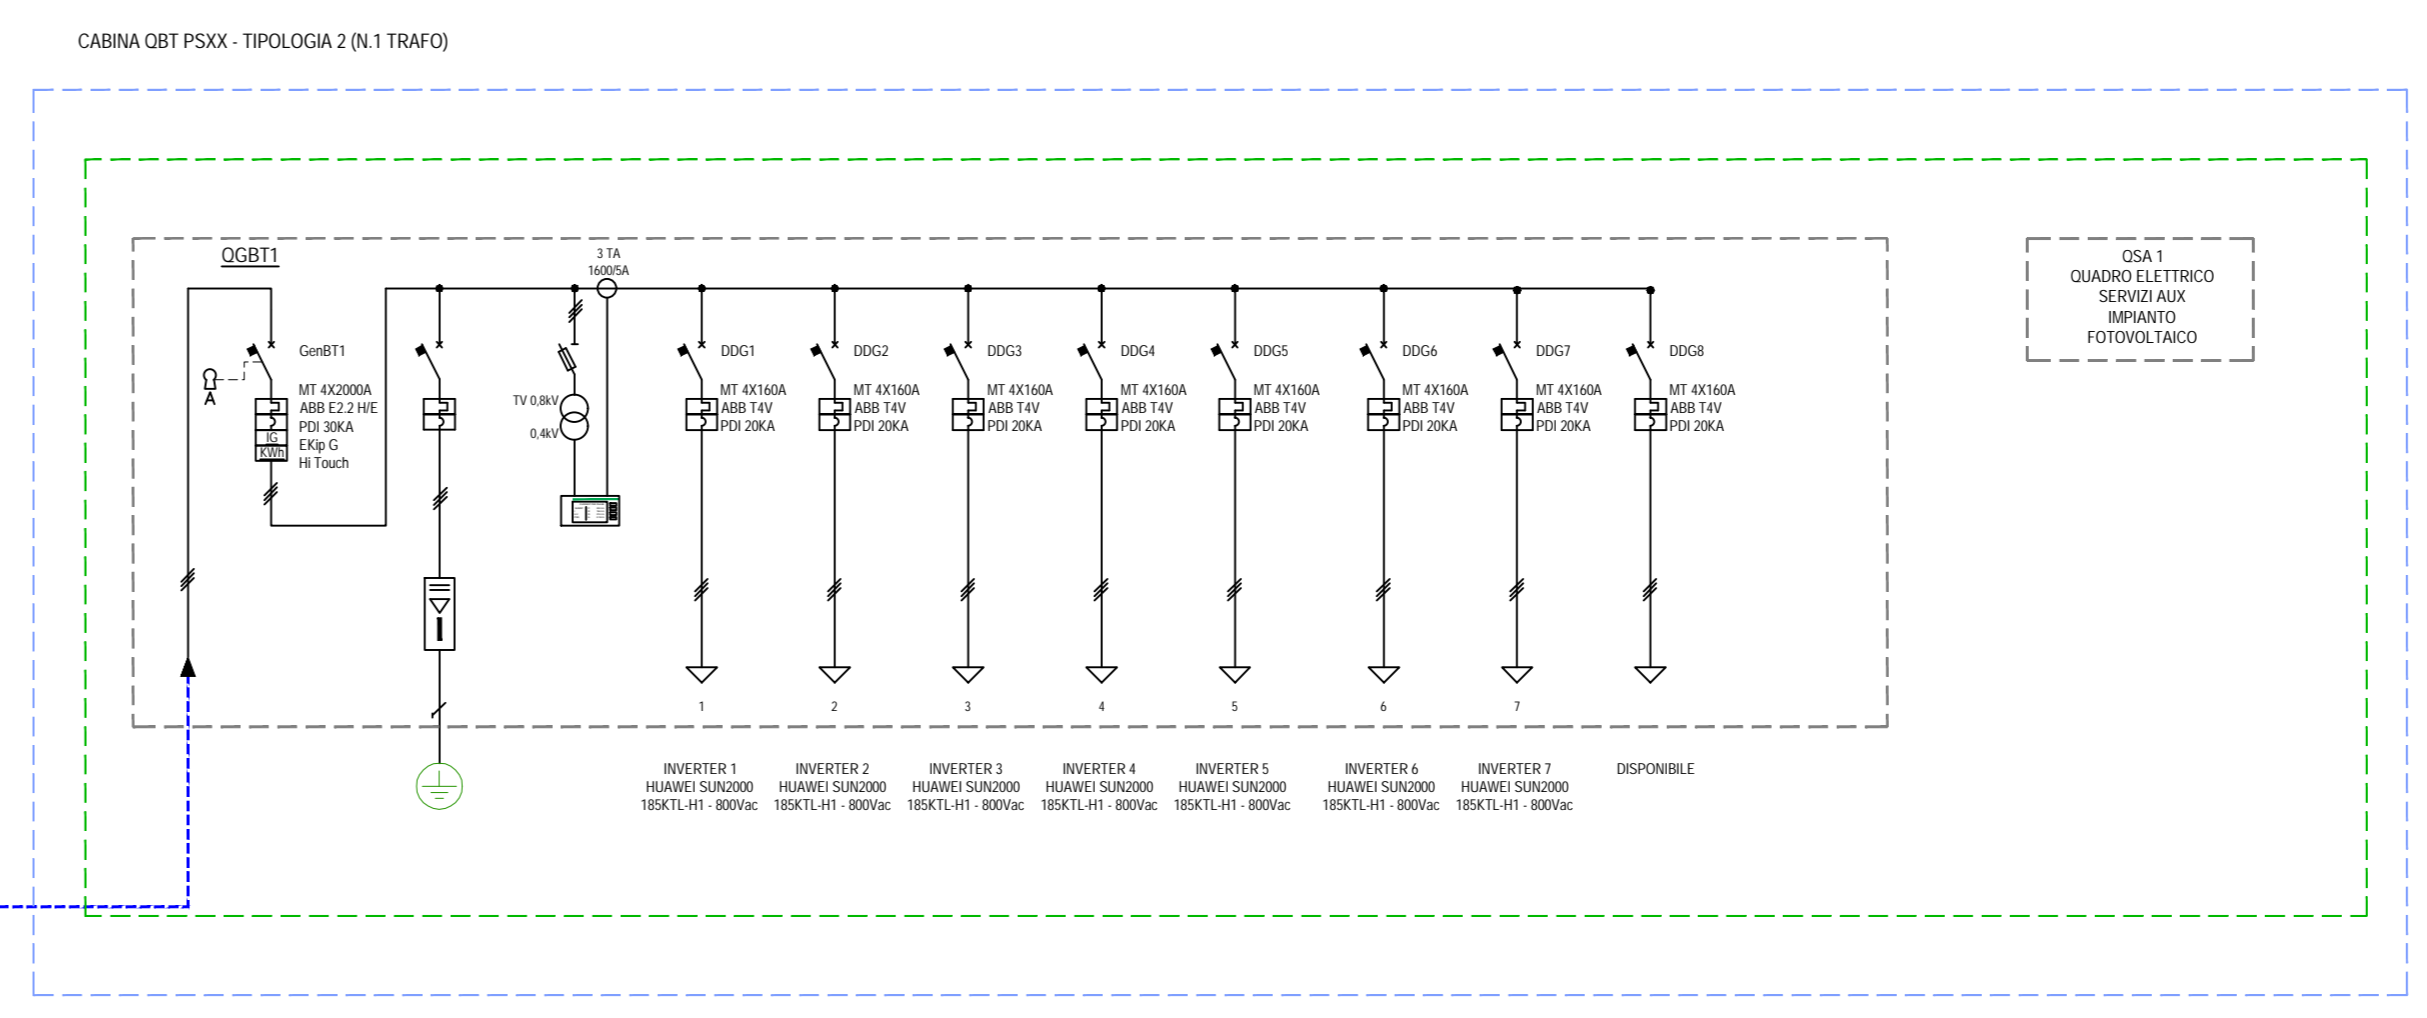 CABINA QBT PSXX - TIPOLOGIA 2 (N.1 TRAFO)
QGBT1
3 TA
1600/5A
QSA 1
QUADRO ELETTRICO
SERVIZI AUX
IMPIANTO
FOTOVOLTAICO
A
GenBT1
MT 4X2000A
ABB E2.2 H/E
PDI 30KA
EKip G
Hi Touch
IG
KWh
TV 0,8kV
0,4kV
DDG1
MT 4X160A
ABB T4V
PDI 20KA
DDG2
MT 4X160A
ABB T4V
PDI 20KA
DDG3
MT 4X160A
ABB T4V
PDI 20KA
DDG4
MT 4X160A
ABB T4V
PDI 20KA
DDG5
MT 4X160A
ABB T4V
PDI 20KA
DDG6
MT 4X160A
ABB T4V
PDI 20KA
DDG7
MT 4X160A
ABB T4V
PDI 20KA
DDG8
MT 4X160A
ABB T4V
PDI 20KA
1
2
3
4
5
6
7
INVERTER 1
HUAWEI SUN2000
185KTL-H1 - 800Vac
INVERTER 2
HUAWEI SUN2000
185KTL-H1 - 800Vac
INVERTER 3
HUAWEI SUN2000
185KTL-H1 - 800Vac
INVERTER 4
HUAWEI SUN2000
185KTL-H1 - 800Vac
INVERTER 5
HUAWEI SUN2000
185KTL-H1 - 800Vac
INVERTER 6
HUAWEI SUN2000
185KTL-H1 - 800Vac
INVERTER 7
HUAWEI SUN2000
185KTL-H1 - 800Vac
DISPONIBILE